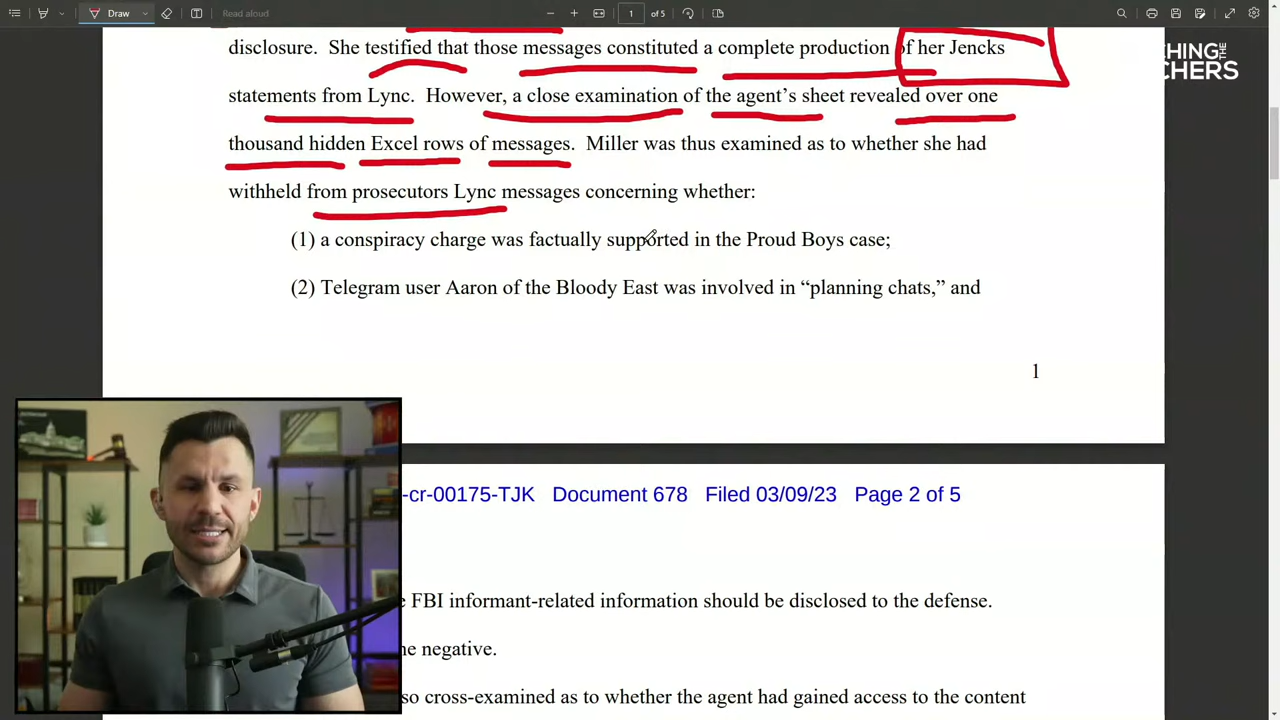 Draw
Read aloud
1 of 5
disclosure. She testified that those messages constituted a complete production of her Jencks
statements from Lync. However, a close examination of the agent's sheet revealed over one
thousand hidden Excel rows of messages. Miller was thus examined as to whether she had
withheld from prosecutors Lync messages concerning whether:
(1) a conspiracy charge was factually supported in the Proud Boys case;
(2) Telegram user Aaron of the Bloody East was involved in “planning chats,” and
1
-cr-00175-TJK Document 678 Filed 03/09/23 Page 2 of 5
FBI informant-related information should be disclosed to the defense.
negative.
cross-examined as to whether the agent had gained access to the content
THE